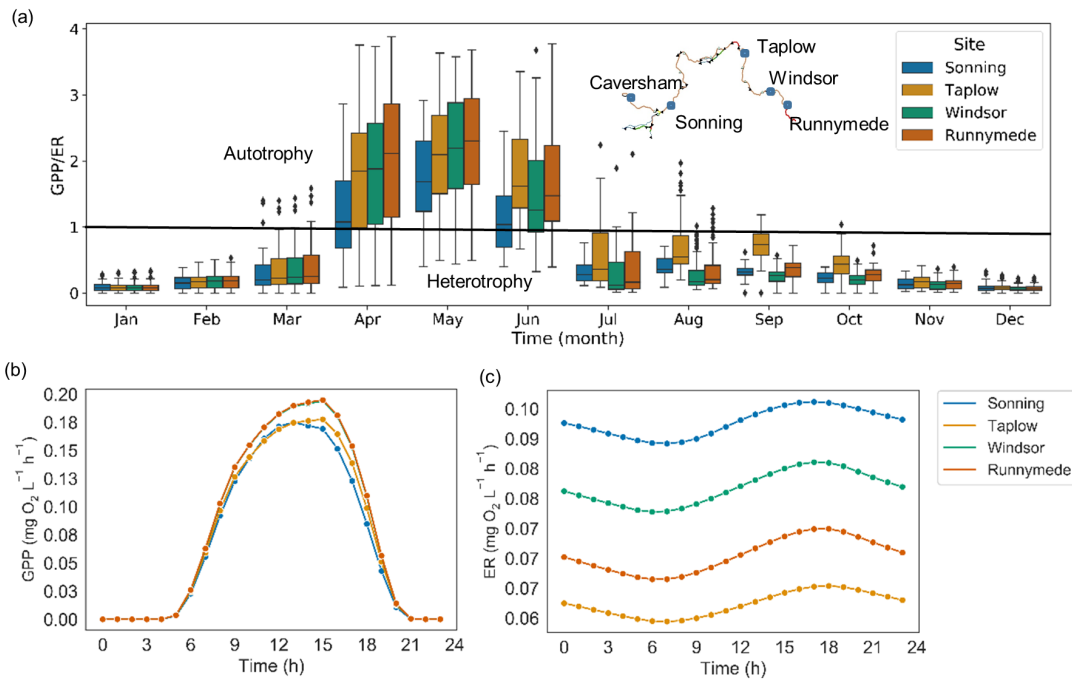 (a)
4
3
2
1
0
GPP/ER
Autotrophy
Heterotrophy
Caversham
Sonning
Taplow
Windsor
Runnymede
Site
Sonning
Taplow
Windsor
Runnymede
Jan Feb Mar Apr May Jun Jul Aug Sep Oct Nov Dec
Time (month)
(b)
0.20
0.18
0.15
0.12
0.10
0.08
0.05
0.03
0.00
GPP (mg O₂ L⁻¹ h⁻¹)
0 3 6 9 12 15 18 21 24
Time (h)
(c)
0.10
0.09
0.08
0.08
0.07
0.07
0.07
0.06
ER (mg O₂ L⁻¹ h⁻¹)
0 3 6 9 12 15 18 21 24
Time (h)
Sonning
Taplow
Windsor
Runnymede